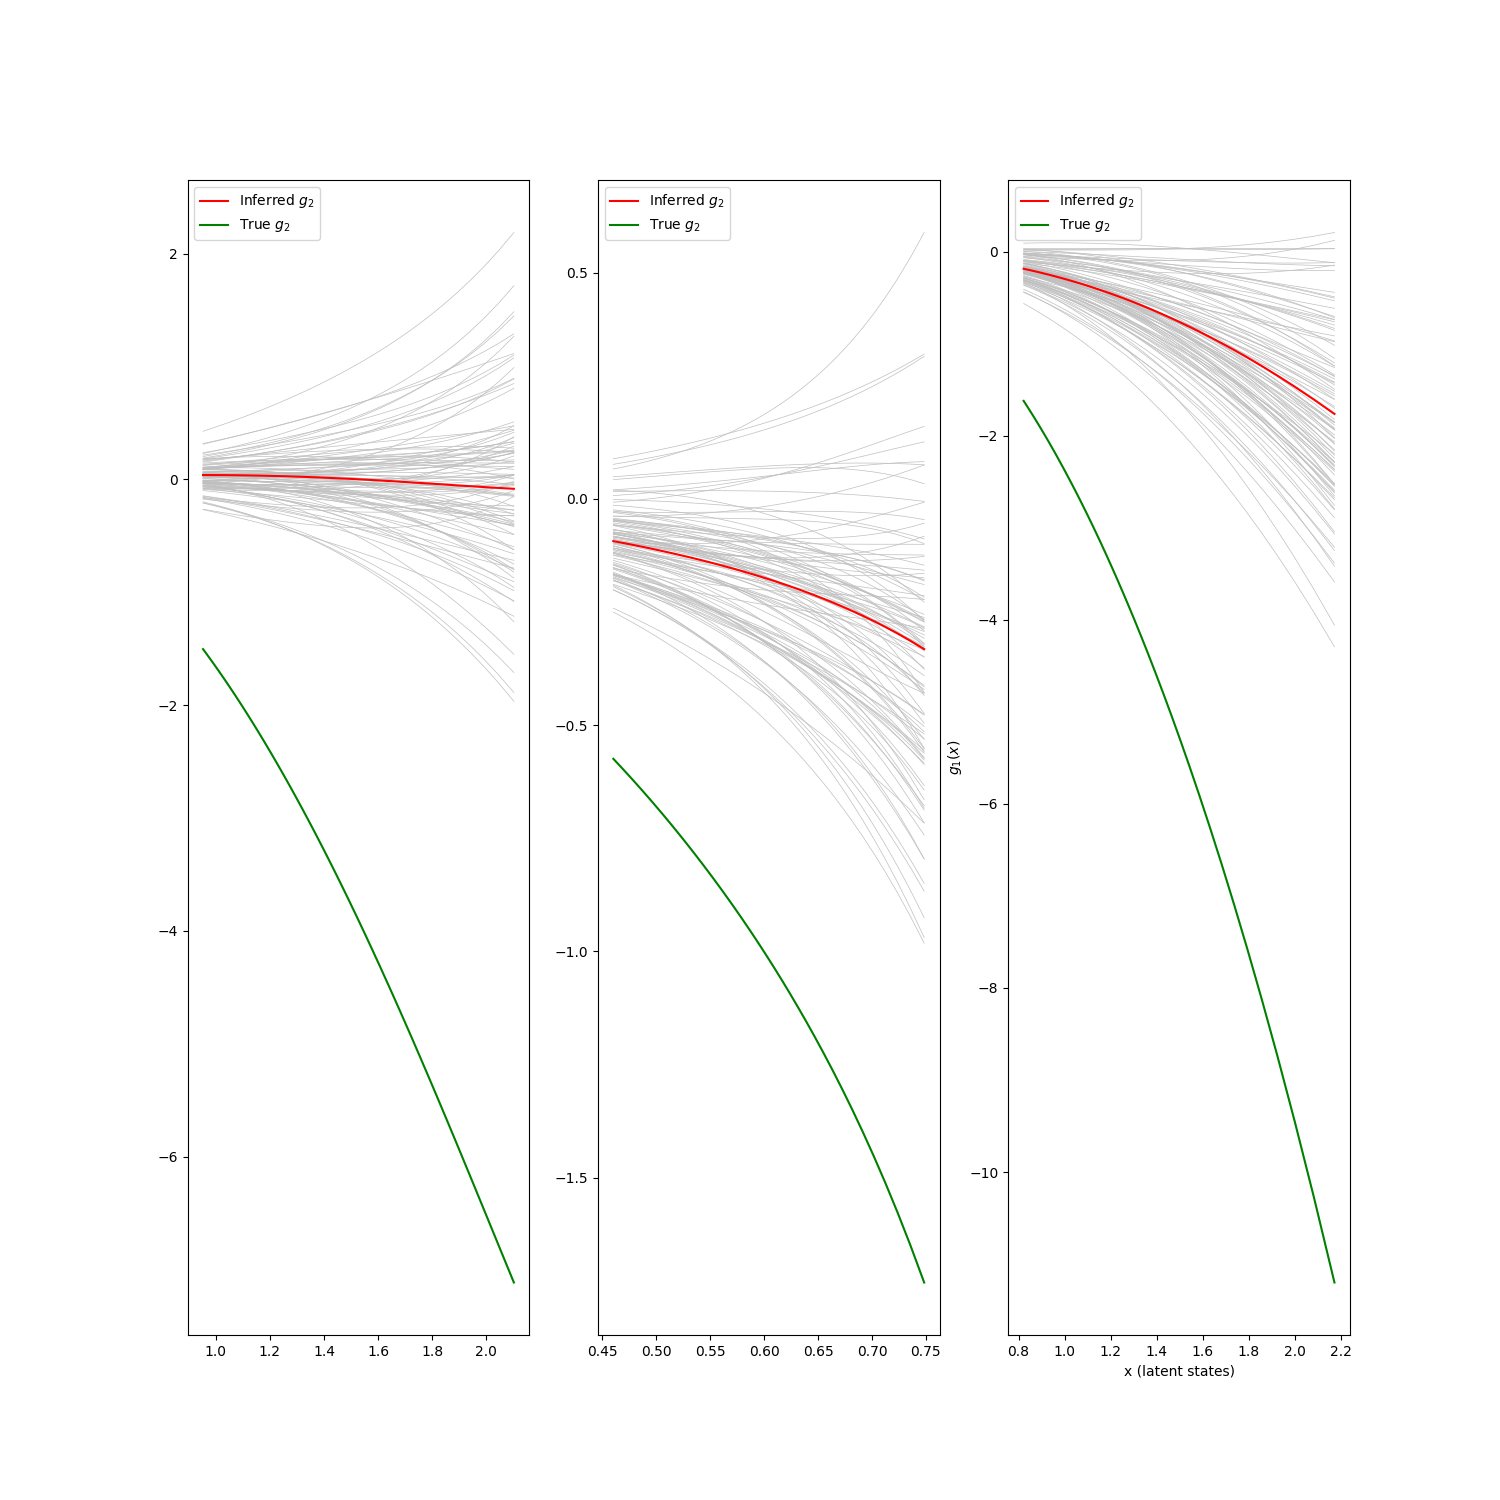 Inferred g₂
True g₂
2
0
−2
−4
−6
1.0 1.2 1.4 1.6 1.8 2.0
Inferred g₂
True g₂
0.5
0.0
−0.5
−1.0
−1.5
0.45 0.50 0.55 0.60 0.65 0.70 0.75
g₁(x)
Inferred g₂
True g₂
0
−2
−4
−6
−8
−10
0.8 1.0 1.2 1.4 1.6 1.8 2.0 2.2
x (latent states)